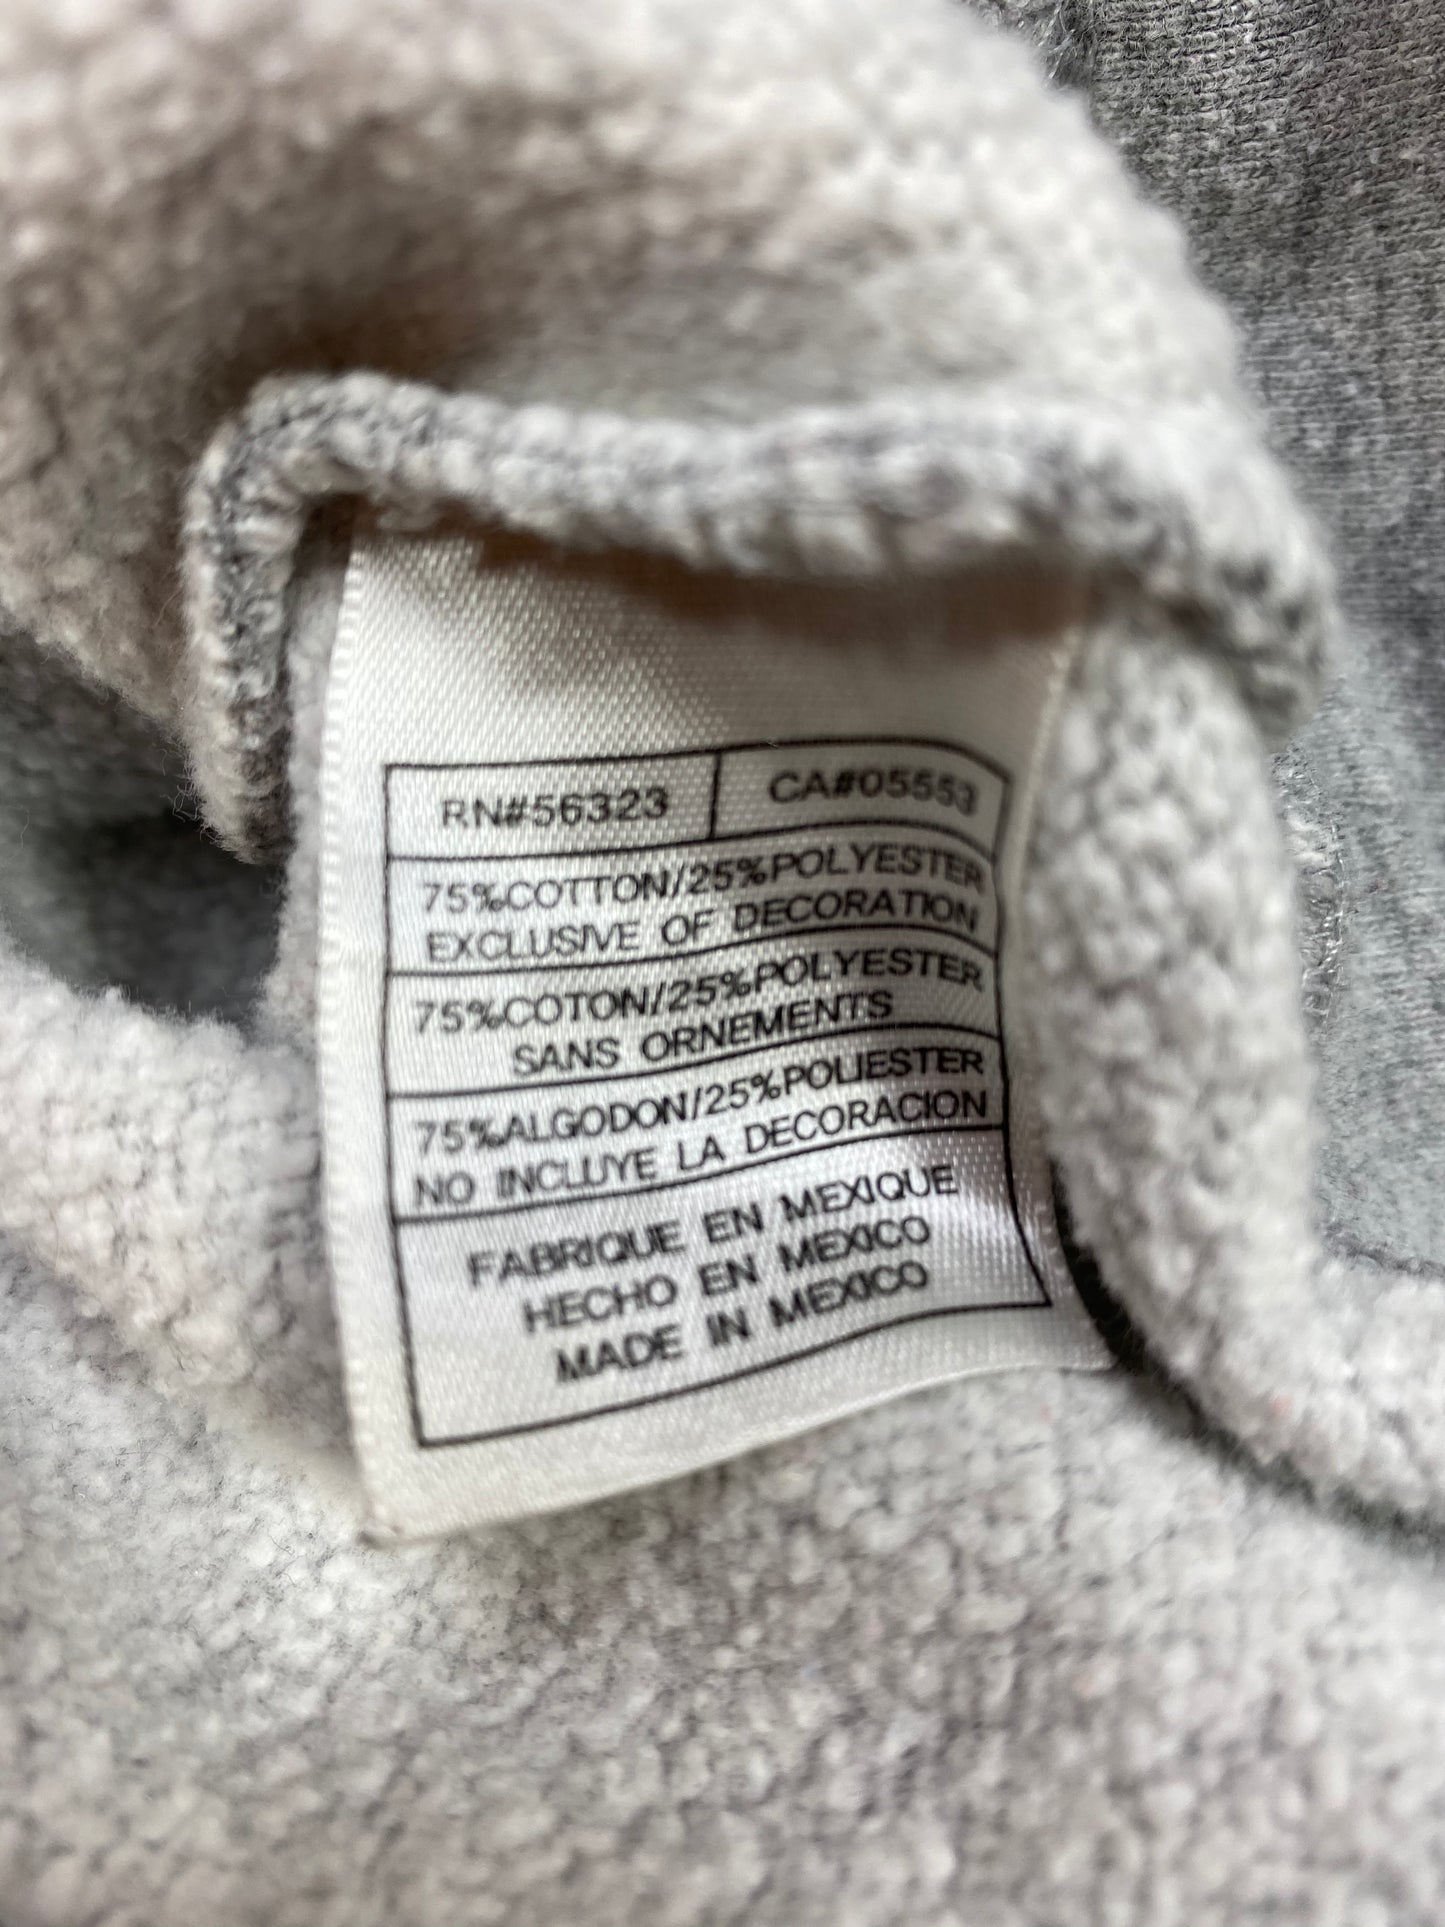 RN#56323 CA#05553
75%COTTON/25%POLYESTER
EXCLUSIVE OF DECORATION
75%COTON/25%POLYESTER
SANS ORNEMENTS
75%ALGODON/25%POLIESTER
NO INCLUYE LA DECORACION
FABRIQUE EN MEXIQUE
HECHO EN MEXICO
MADE IN MEXICO